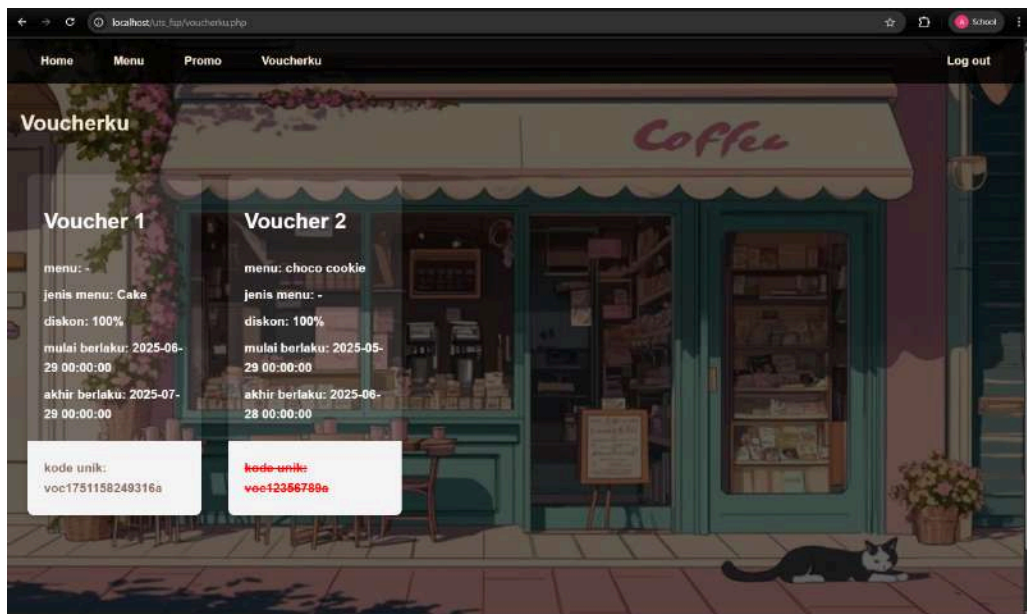 localhost/uts_fsp/voucherku.php
School
Home Menu Promo Voucherku Log out
Voucherku
Coffee
Voucher 1
menu: -
jenis menu: Cake
diskon: 100%
mulai berlaku: 2025-06-
29 00:00:00
akhir berlaku: 2025-07-
29 00:00:00
kode unik:
voc1751158249316a
Voucher 2
menu: choco cookie
jenis menu: -
diskon: 100%
mulai berlaku: 2025-05-
29 00:00:00
akhir berlaku: 2025-06-
28 00:00:00
kode unik:
voc12356789a